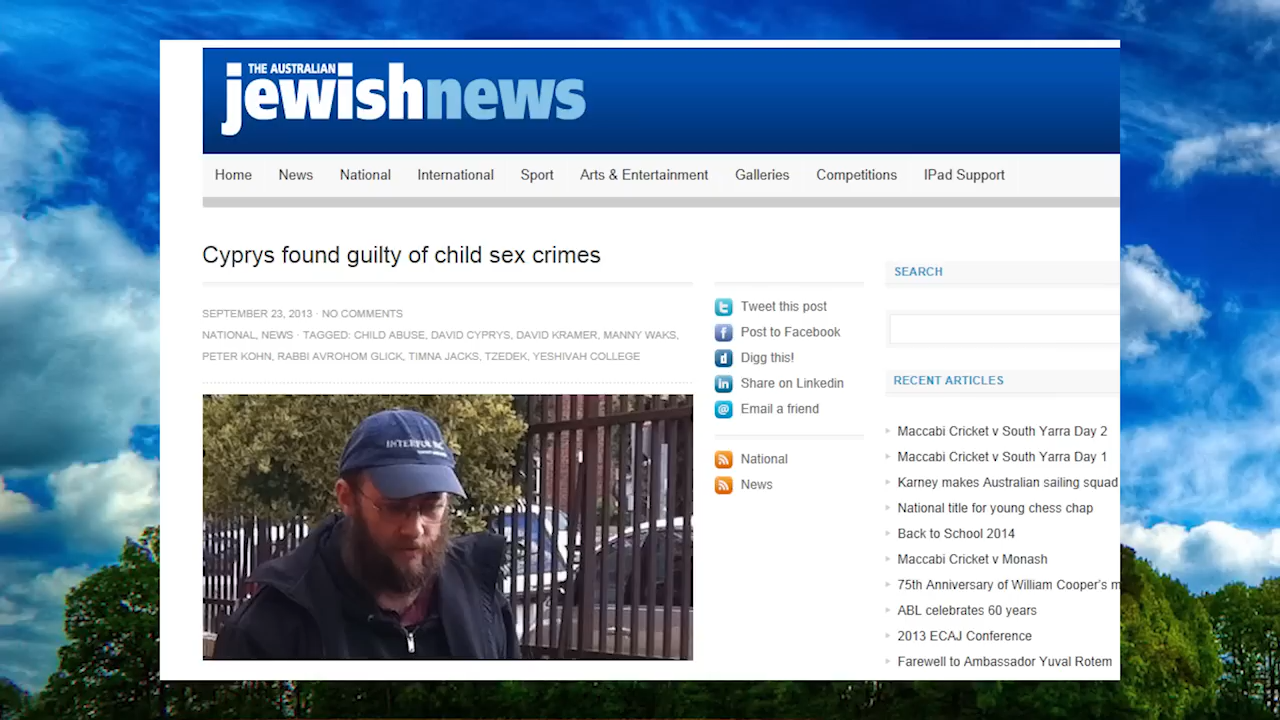 THE AUSTRALIAN
jewishnews
Home News National International Sport Arts & Entertainment Galleries Competitions IPad Support
Cyprys found guilty of child sex crimes
SEPTEMBER 23, 2013 · NO COMMENTS
NATIONAL, NEWS · TAGGED: CHILD ABUSE, DAVID CYPRYS, DAVID KRAMER, MANNY WAKS,
PETER KOHN, RABBI AVROHOM GLICK, TIMNA JACKS, TZEDEK, YESHIVAH COLLEGE
Tweet this post
Post to Facebook
Digg this!
Share on Linkedin
Email a friend
National
News
SEARCH
RECENT ARTICLES
Maccabi Cricket v South Yarra Day 2
Maccabi Cricket v South Yarra Day 1
Karney makes Australian sailing squad
National title for young chess chap
Back to School 2014
Maccabi Cricket v Monash
75th Anniversary of William Cooper's m
ABL celebrates 60 years
2013 ECAJ Conference
Farewell to Ambassador Yuval Rotem